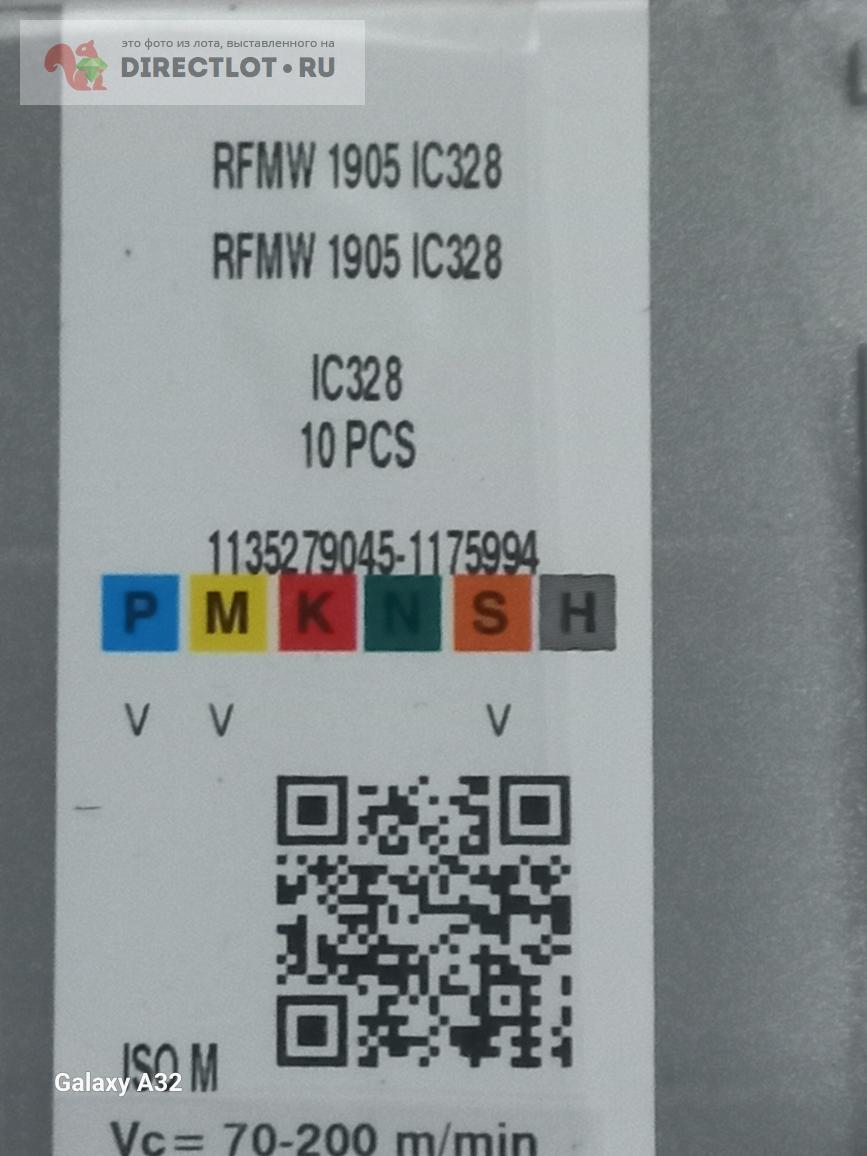 это фото из лота, выставленного на
DIRECTLOT•RU
RFMW 1905 IC328
RFMW 1905 IC328
IC328
10 PCS
1135279045-1175994
P M K N S H
V V V
ISO M
Galaxy A32
Vc= 70-200 m/min